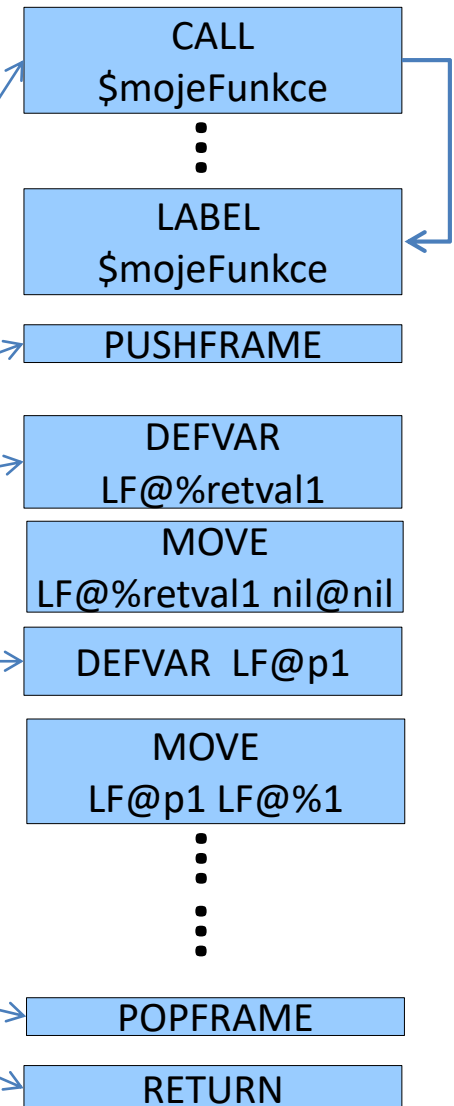 CALL
$mojeFunkce
LABEL
$mojeFunkce
PUSHFRAME
DEFVAR
LF@%retval1
MOVE
LF@%retval1 nil@nil
DEFVAR LF@p1
MOVE
LF@p1 LF@%1
POPFRAME
RETURN